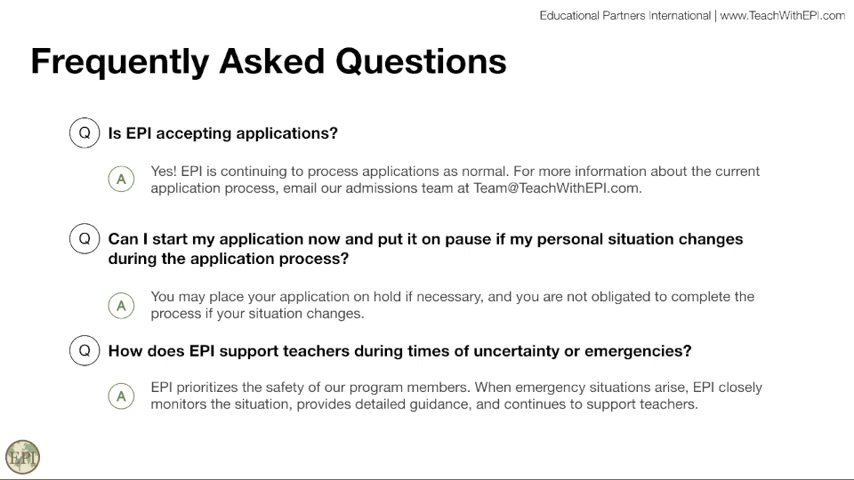 Educational Partners International | www.TeachWithEPI.com
Frequently Asked Questions
Q Is EPI accepting applications?
A Yes! EPI is continuing to process applications as normal. For more information about the current
application process, email our admissions team at Team@TeachWithEPI.com.
Q Can I start my application now and put it on pause if my personal situation changes
during the application process?
A You may place your application on hold if necessary, and you are not obligated to complete the
process if your situation changes.
Q How does EPI support teachers during times of uncertainty or emergencies?
A EPI prioritizes the safety of our program members. When emergency situations arise, EPI closely
monitors the situation, provides detailed guidance, and continues to support teachers.
EPI